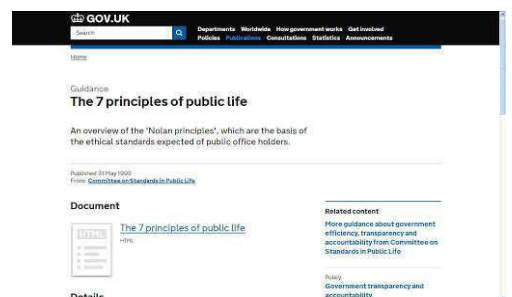 GOV.UK
Search
Departments Worldwide How government works Get involved
Policies Publications Consultations Statistics Announcements
Home
Guidance
The 7 principles of public life
An overview of the 'Nolan principles', which are the basis of
the ethical standards expected of public office holders.
Published 31 May 1995
From: Committee on Standards in Public Life
Document
HTML
The 7 principles of public life
HTML
Related content
More guidance about government
efficiency, transparency and
accountability from Committee on
Standards in Public Life
Policy
Government transparency and
accountability
Details